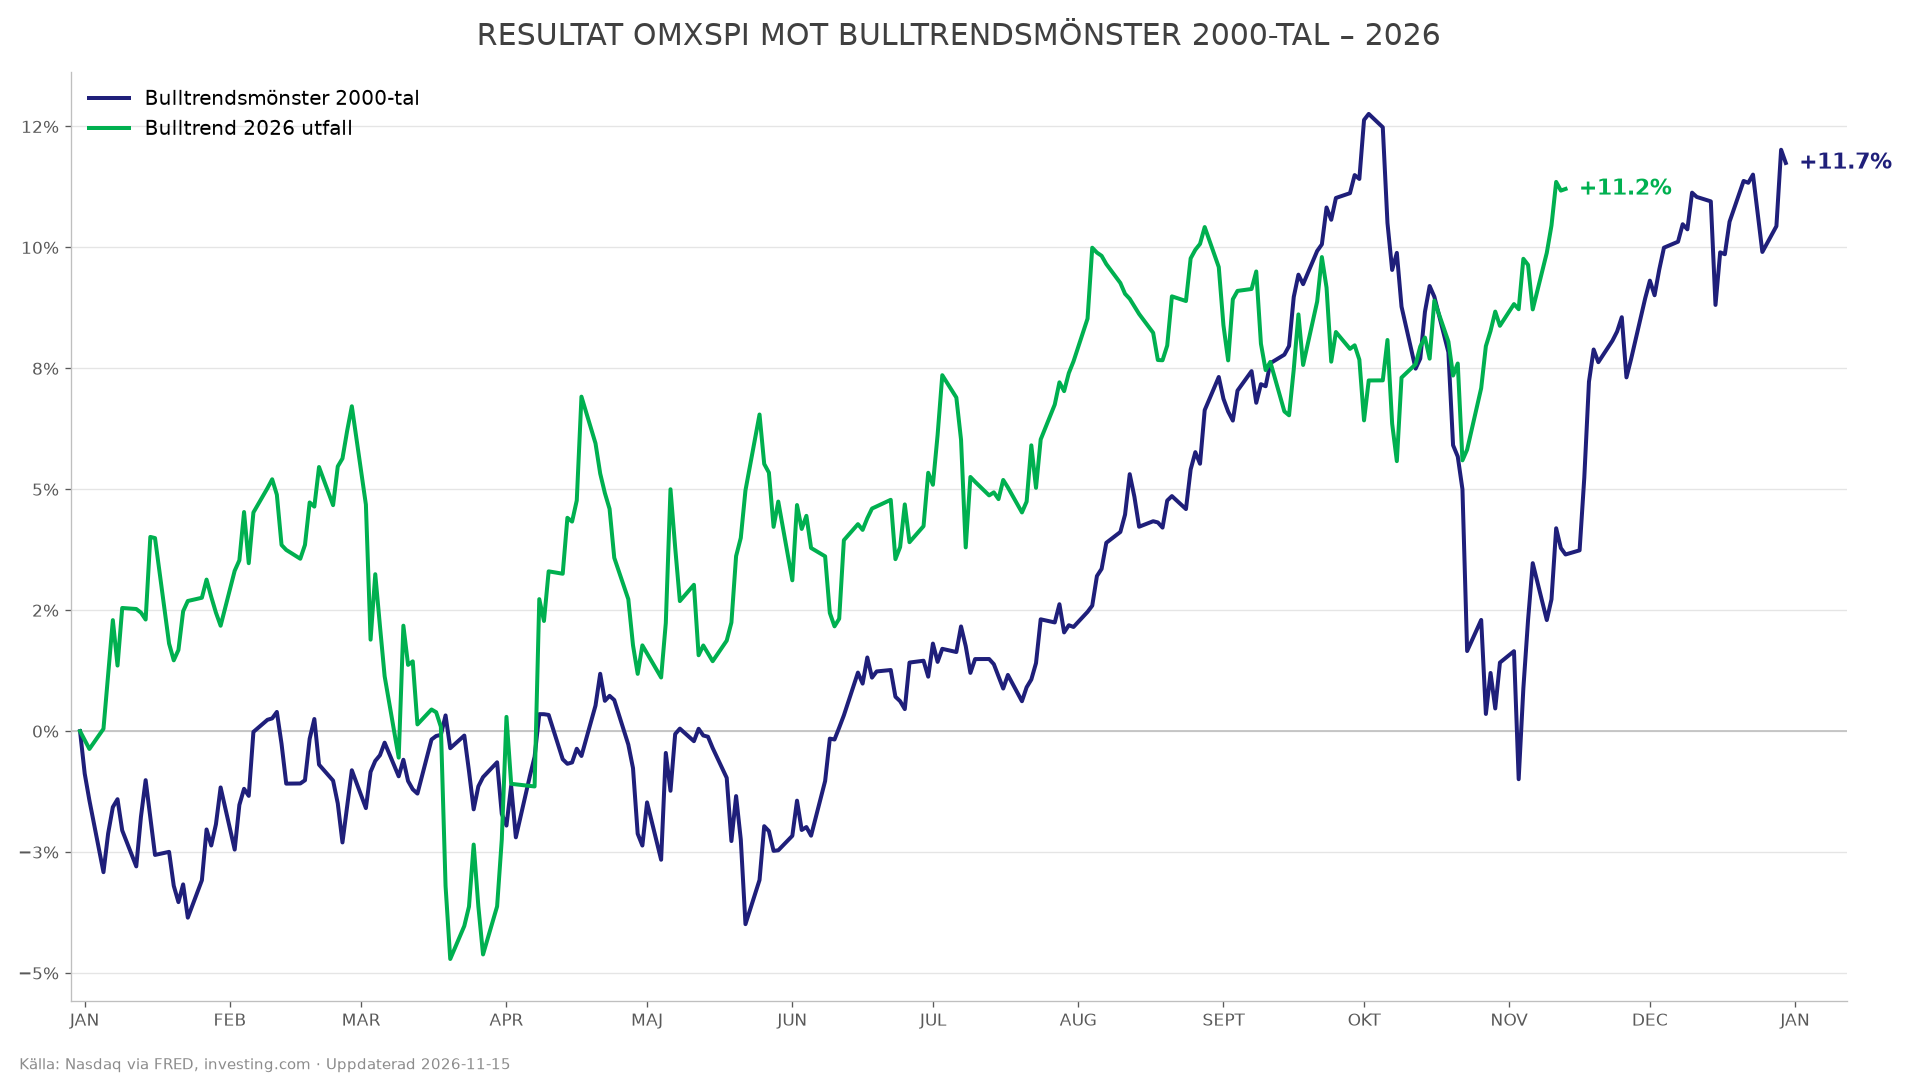 RESULTAT OMXSPI MOT BULLTRENDSMÖNSTER 2000-TAL – 2026
Bulltrendsmönster 2000-tal
Bulltrend 2026 utfall
12%
10%
8%
5%
2%
0%
−3%
−5%
+11.7%
+11.2%
JAN FEB MAR APR MAJ JUN JUL AUG SEPT OKT NOV DEC JAN
Källa: Nasdaq via FRED, investing.com · Uppdaterad 2026-11-15